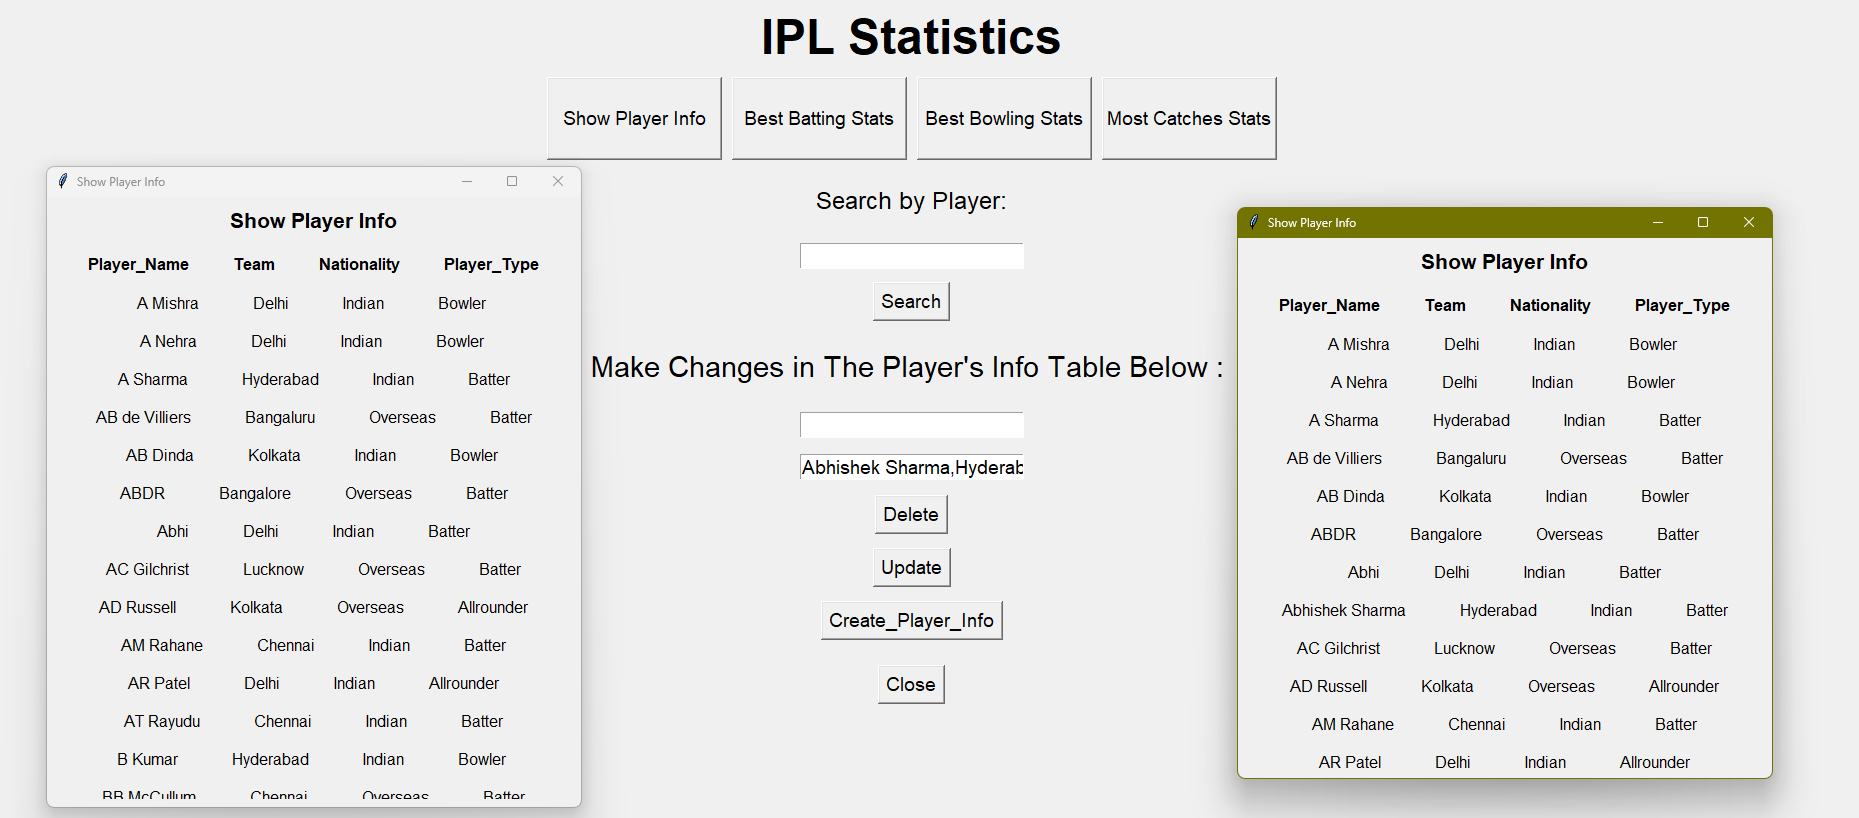 IPL Statistics
Show Player Info Best Batting Stats Best Bowling Stats Most Catches Stats
Show Player Info
Show Player Info
Player_Name Team Nationality Player_Type
A Mishra Delhi Indian Bowler
A Nehra Delhi Indian Bowler
A Sharma Hyderabad Indian Batter
AB de Villiers Bangaluru Overseas Batter
AB Dinda Kolkata Indian Bowler
ABDR Bangalore Overseas Batter
Abhi Delhi Indian Batter
AC Gilchrist Lucknow Overseas Batter
AD Russell Kolkata Overseas Allrounder
AM Rahane Chennai Indian Batter
AR Patel Delhi Indian Allrounder
AT Rayudu Chennai Indian Batter
B Kumar Hyderabad Indian Bowler
BB McCullum Chennai Overseas Batter
Search by Player:
Search
Make Changes in The Player's Info Table Below :
Abhishek Sharma,Hyderab
Delete
Update
Create_Player_Info
Close
Show Player Info
Show Player Info
Player_Name Team Nationality Player_Type
A Mishra Delhi Indian Bowler
A Nehra Delhi Indian Bowler
A Sharma Hyderabad Indian Batter
AB de Villiers Bangaluru Overseas Batter
AB Dinda Kolkata Indian Bowler
ABDR Bangalore Overseas Batter
Abhi Delhi Indian Batter
Abhishek Sharma Hyderabad Indian Batter
AC Gilchrist Lucknow Overseas Batter
AD Russell Kolkata Overseas Allrounder
AM Rahane Chennai Indian Batter
AR Patel Delhi Indian Allrounder